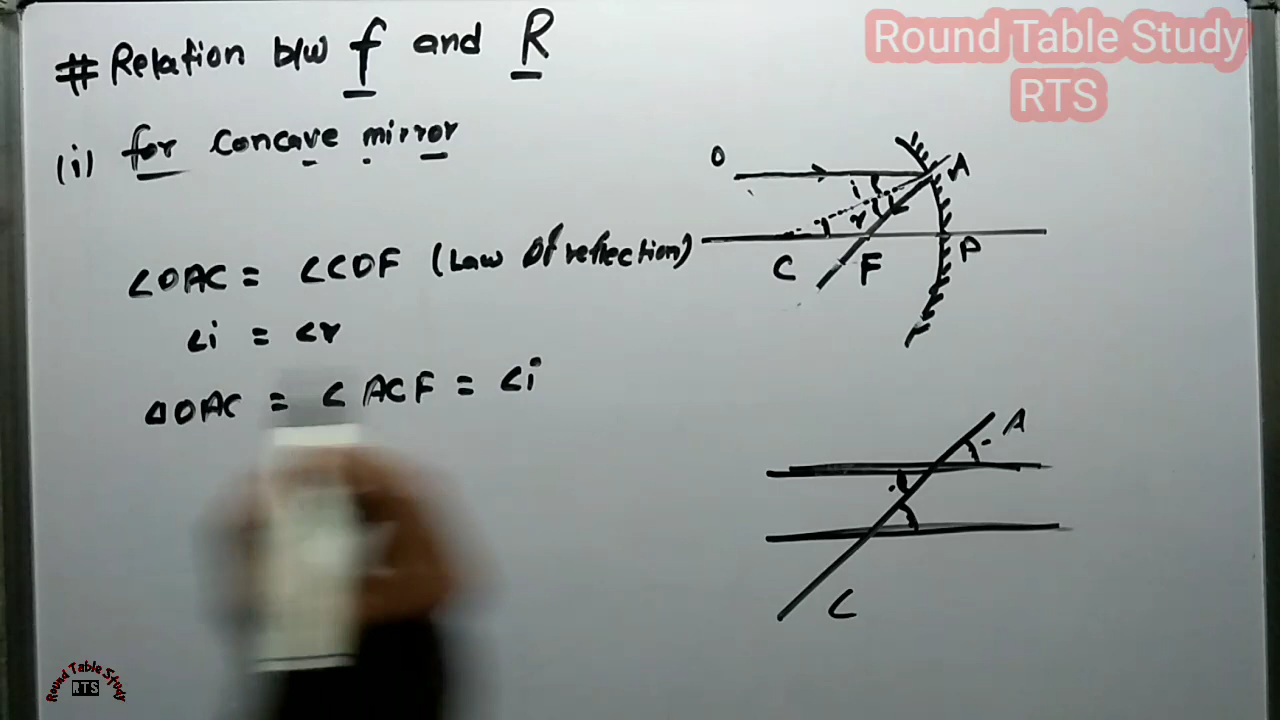 # Relation b/w f and R
Round Table Study
RTS
(i) for Concave mirror
O
A
i
r
∠OAC = ∠COF (Law Of reflection)
C
F
P
∠i = ∠r
∆OAC = ∠ACF = ∠i
A
C
Round Table Study
RTS